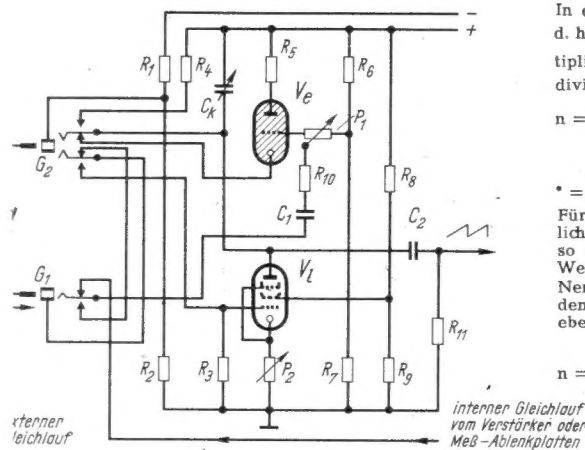 R1
R4
R5
R6
−
+
Ck
Ve
P1
G2
R10
R8
C1
C2
Vl
G1
R11
R2
R3
P2
R7
R9
xterner
leichlauf
interner Gleichlauf
vom Verstärker oder
Meß-Ablenkplatten
In e
d. h
tipli
divi
n =
* =
Für
lich
so
We
Ner
den
ebe
n =